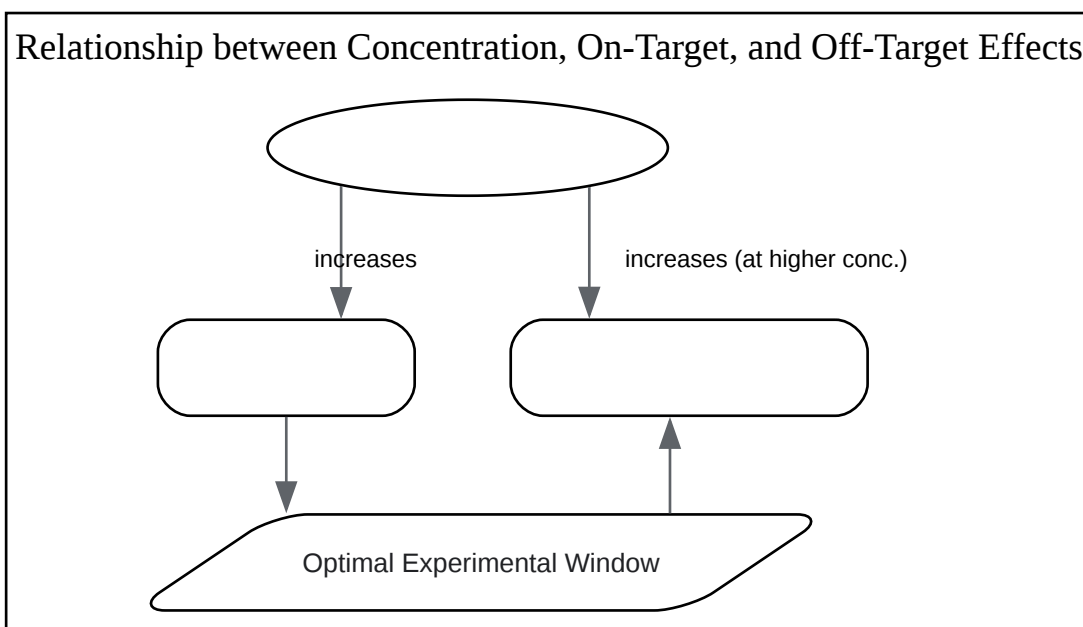 Relationship between Concentration, On-Target, and Off-Target Effects
increases
increases (at higher conc.)
Optimal Experimental Window